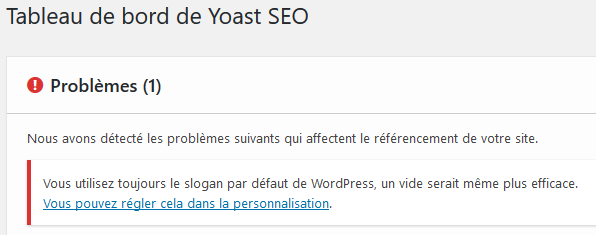 Tableau de bord de Yoast SEO
Problèmes (1)
Nous avons détecté les problèmes suivants qui affectent le référencement de votre site.
Vous utilisez toujours le slogan par défaut de WordPress, un vide serait même plus efficace.
Vous pouvez régler cela dans la personnalisation.